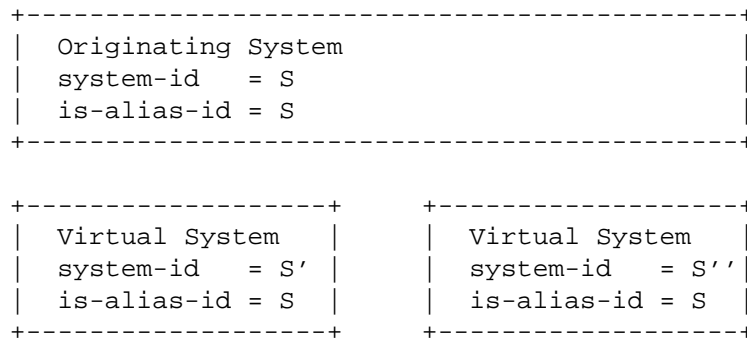 +---------------------------------------------+
|  Originating System                         |
|  system-id   = S                            |
|  is-alias-id = S                            |
+---------------------------------------------+
+-------------------+     +-------------------+
|  Virtual System   |     |  Virtual System   |
|  system-id   = S’ |     |  system-id   = S’’|
|  is-alias-id = S  |     |  is-alias-id = S  |
+-------------------+     +-------------------+